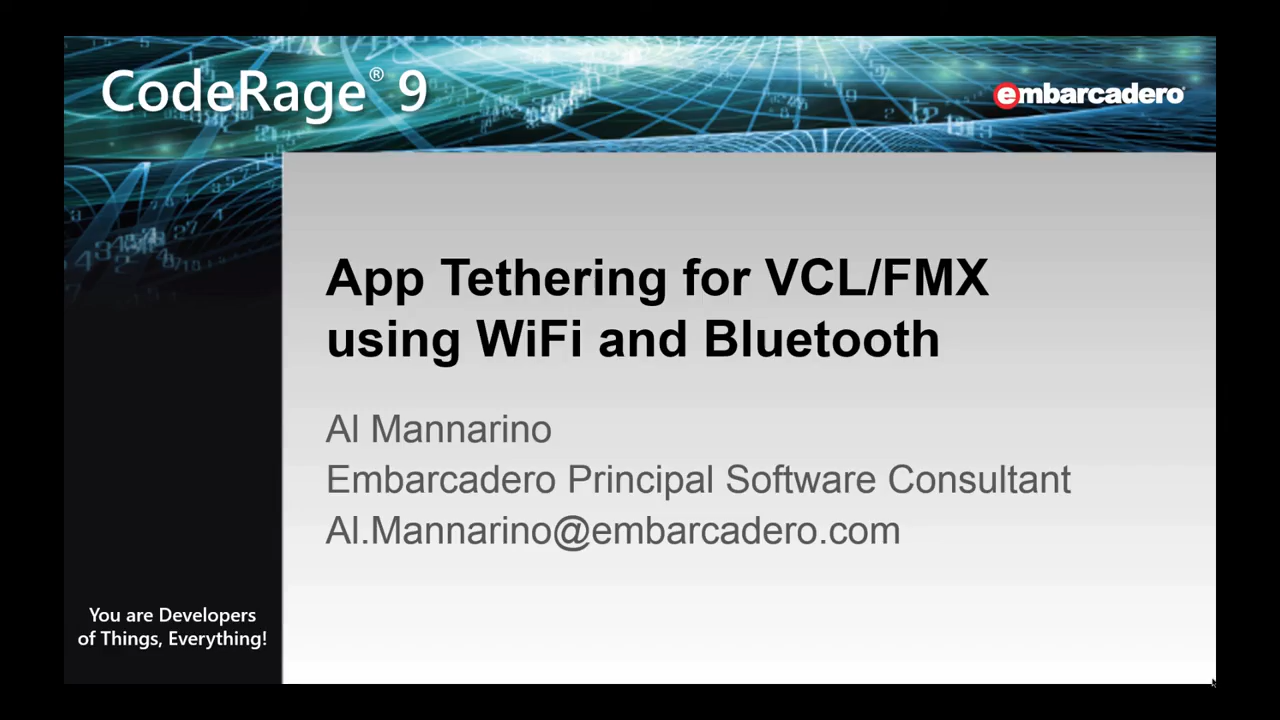 CodeRage® 9
embarcadero
App Tethering for VCL/FMX
using WiFi and Bluetooth
Al Mannarino
Embarcadero Principal Software Consultant
Al.Mannarino@embarcadero.com
You are Developers
of Things, Everything!